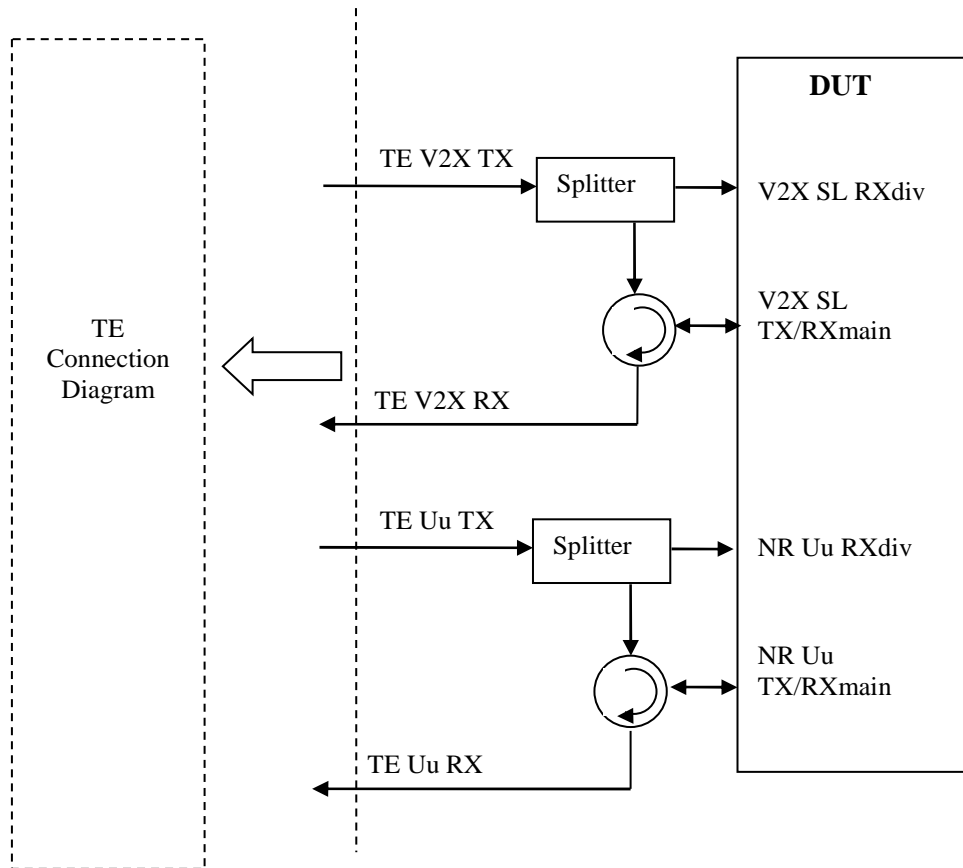 DUT
TE V2X TX
Splitter
V2X SL RXdiv
V2X SL
TX/RXmain
TE
Connection
Diagram
TE V2X RX
TE Uu TX
Splitter
NR Uu RXdiv
NR Uu
TX/RXmain
TE Uu RX